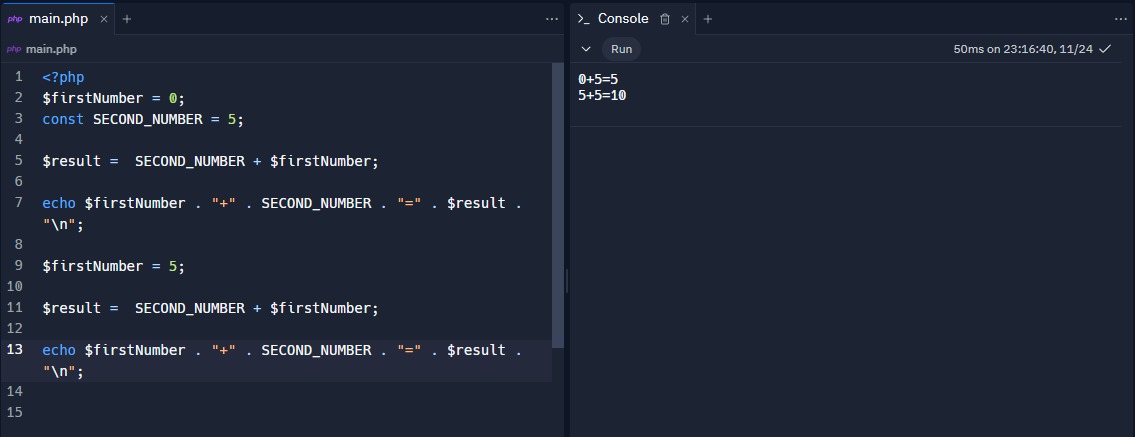 php main.php × +
php main.php
1 <?php
2 $firstNumber = 0;
3 const SECOND_NUMBER = 5;
4
5 $result =  SECOND_NUMBER + $firstNumber;
6
7 echo $firstNumber . "+" . SECOND_NUMBER . "=" . $result .
"\n";
8
9 $firstNumber = 5;
10
11 $result =  SECOND_NUMBER + $firstNumber;
12
13 echo $firstNumber . "+" . SECOND_NUMBER . "=" . $result .
"\n";
14
15
Console × +
Run
50ms on 23:16:40, 11/24
0+5=5
5+5=10